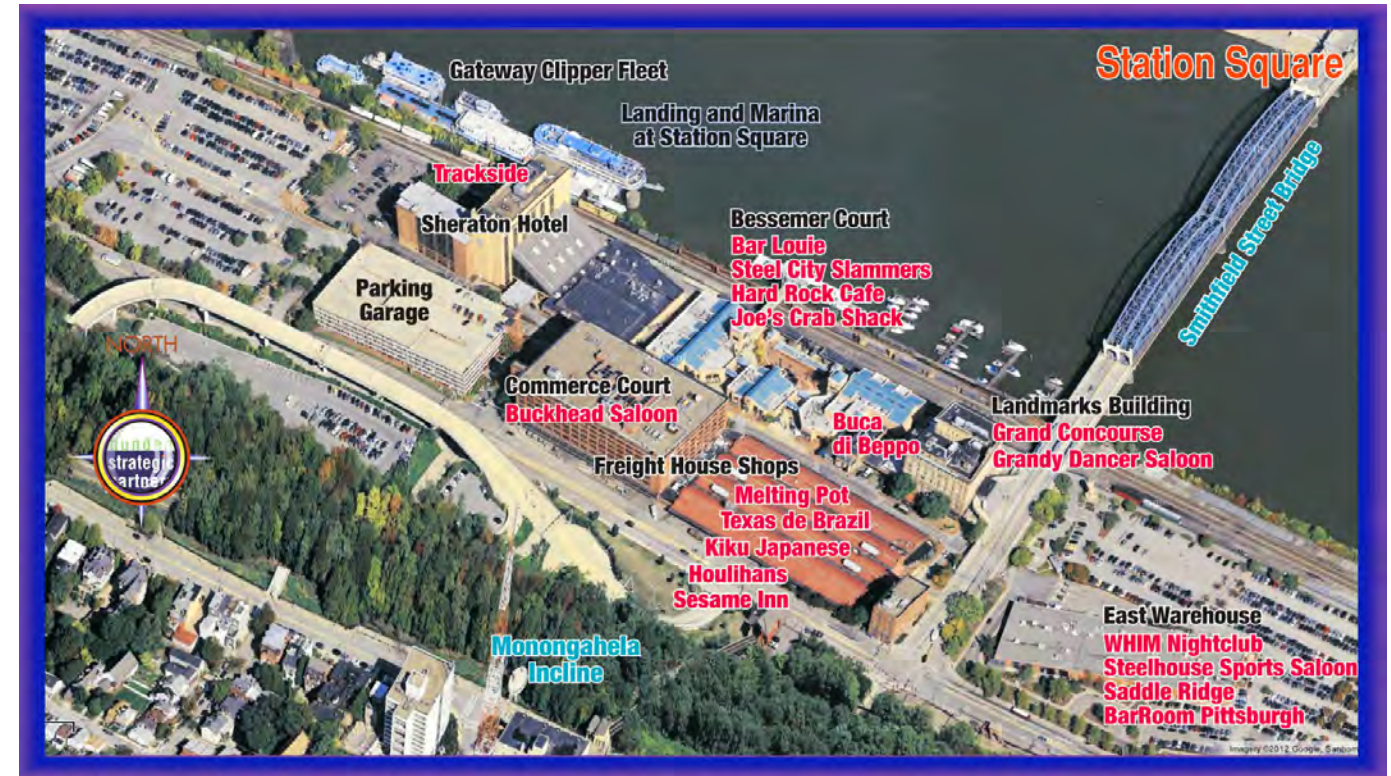 Station Square
Gateway Clipper Fleet
Landing and Marina
at Station Square
Trackside
Sheraton Hotel
Parking
Garage
Bessemer Court
Bar Louie
Steel City Slammers
Hard Rock Cafe
Joe's Crab Shack
Smithfield Street Bridge
NORTH
strategic
Commerce Court
Buckhead Saloon
Buca
di Beppo
Landmarks Building
Grand Concourse
Grandy Dancer Saloon
Freight House Shops
Melting Pot
Texas de Brazil
Kiku Japanese
Houlihans
Sesame Inn
Monongahela
Incline
East Warehouse
WHIM Nightclub
Steelhouse Sports Saloon
Saddle Ridge
BarRoom Pittsburgh
Imagery ©2012 Google, Sanborn